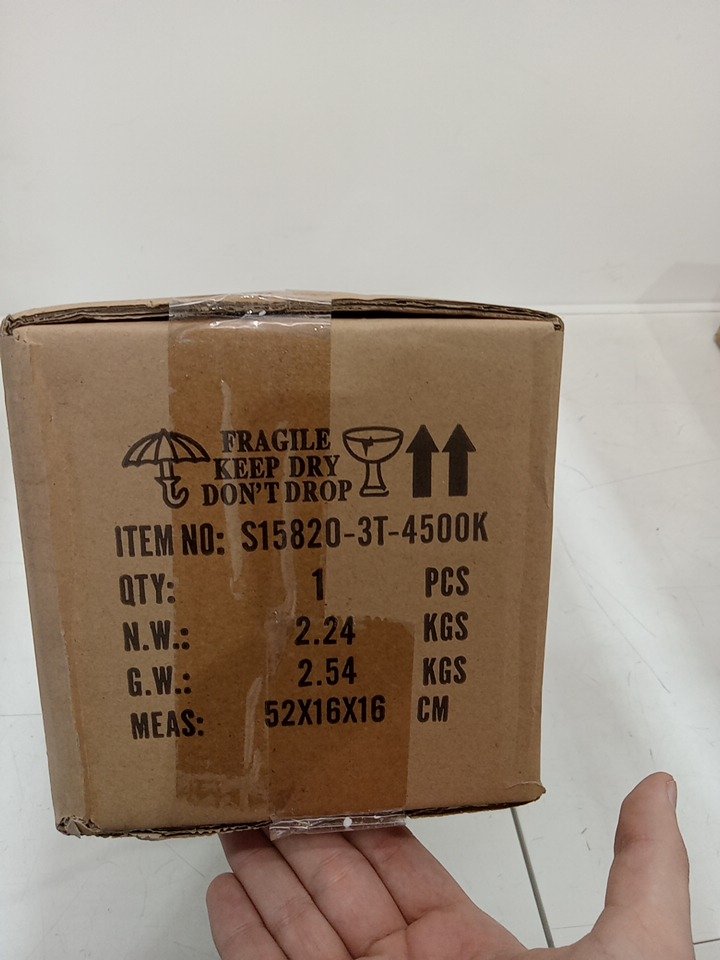 FRAGILE
KEEP DRY
DON'T DROP
ITEM NO: S15820-3T-4500K
QTY: 1 PCS
N.W.: 2.24 KGS
G.W.: 2.54 KGS
MEAS: 52X16X16 CM